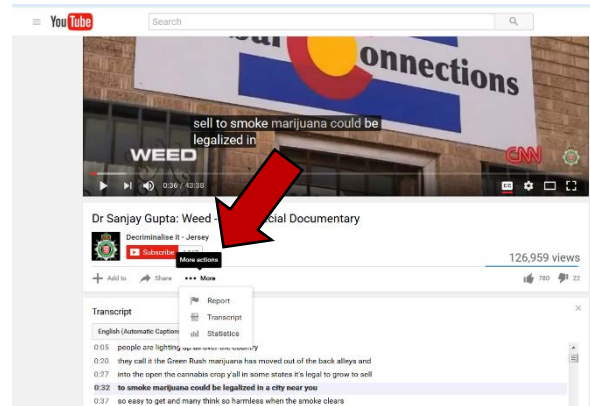 YouTube
Search
onnections
sell to smoke marijuana could be
legalized in
WEED
CNN
0:36 / 43:38
Dr Sanjay Gupta: Weed - cial Documentary
Decriminalise it - Jersey
Subscribe
More actions
126,959 views
Add to Share More
780 22
Report
Transcript
Statistics
Transcript
English (Automatic Caption
0:05 people are lighting up all over the country
0:20 they call it the Green Rush marijuana has moved out of the back alleys and
0:27 into the open the cannabis crop y'all in some states it's legal to grow to sell
0:32 to smoke marijuana could be legalized in a city near you
0:37 so easy to get and many think so harmless when the smoke clears